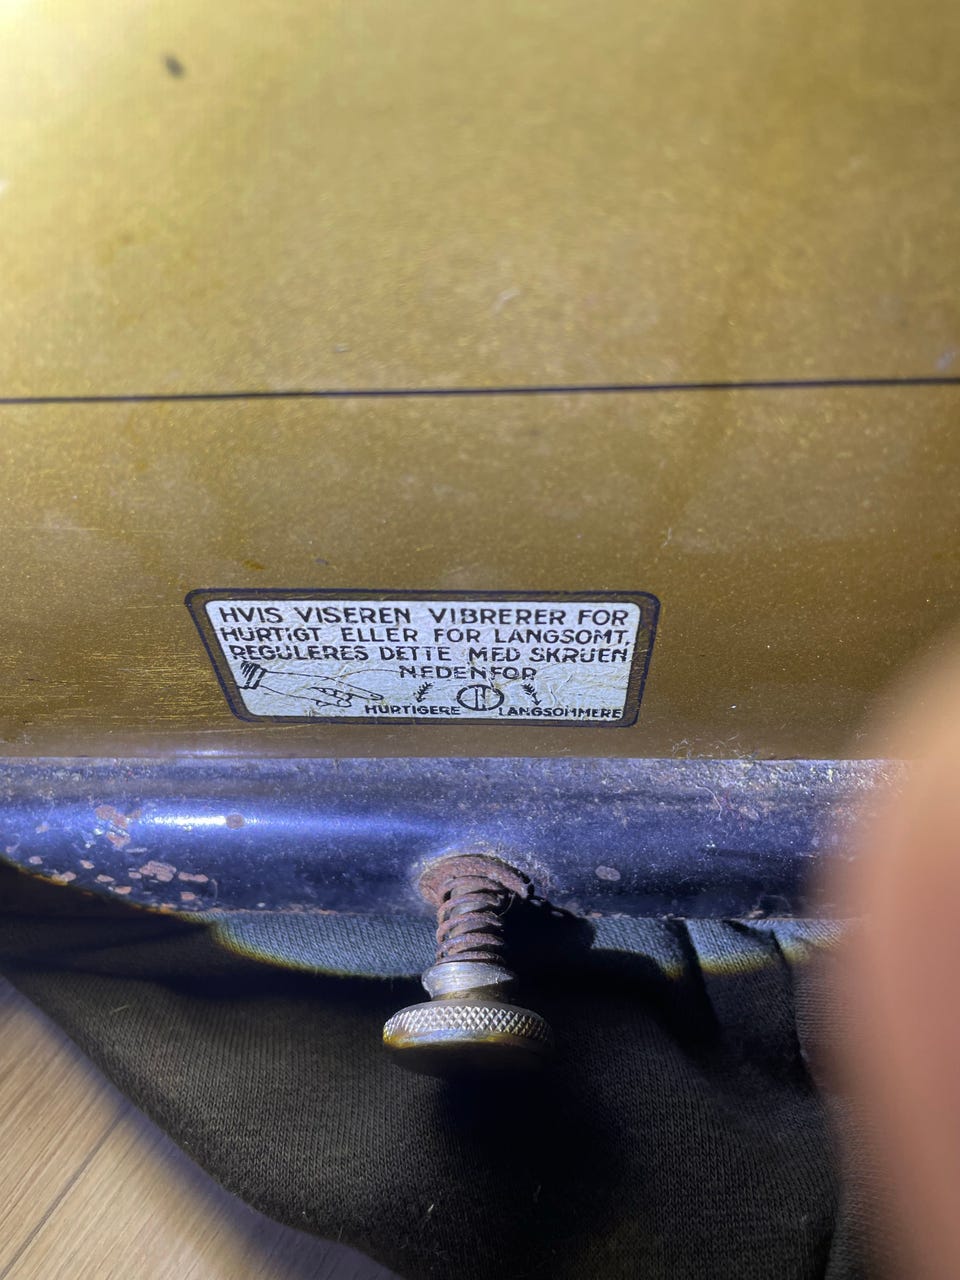 HVIS VISEREN VIBRERER FOR
HURTIGT ELLER FOR LANGSOMT,
REGULERES DETTE MED SKRUEN
NEDENFOR
HURTIGERE LANGSOMMERE